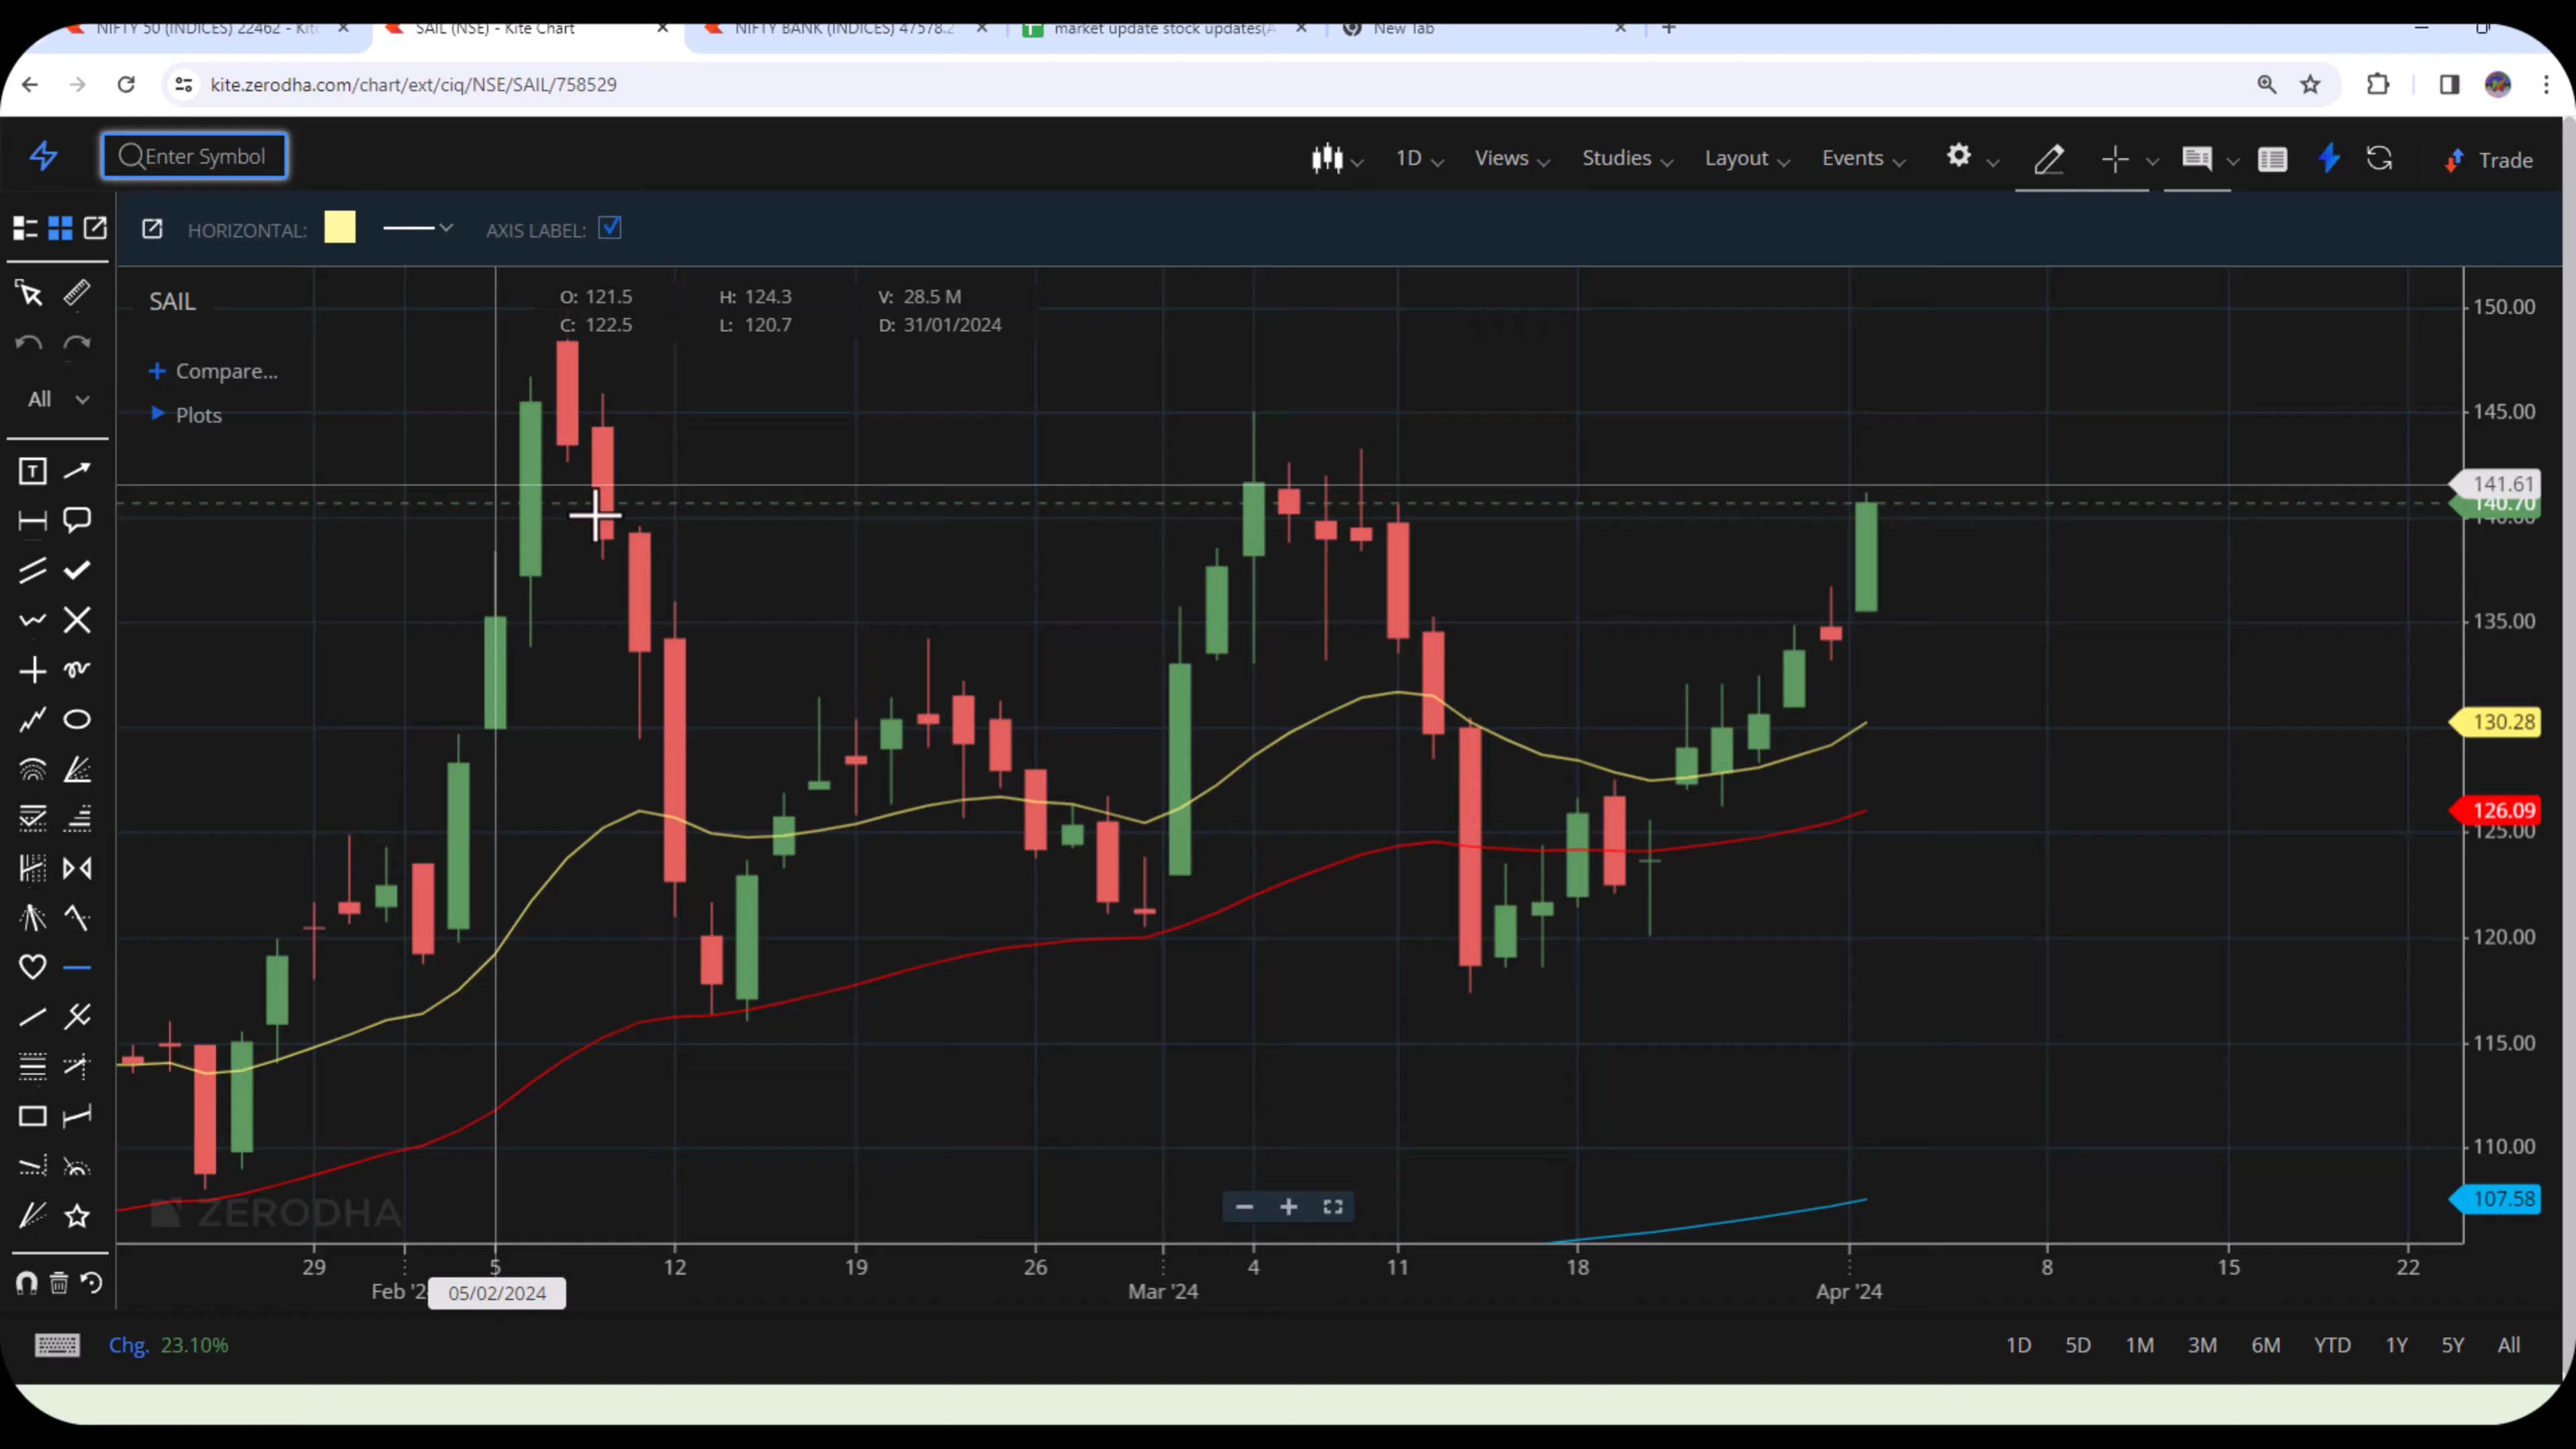 NIFTY 50 (INDICES) 22462 - Kite
SAIL (NSE) - Kite Chart
NIFTY BANK (INDICES) 47578.2
market update stock updates(A
New Tab
kite.zerodha.com/chart/ext/ciq/NSE/SAIL/758529
Enter Symbol
1D
Views
Studies
Layout
Events
Trade
HORIZONTAL:
AXIS LABEL:
SAIL
O: 121.5 H: 124.3 V: 28.5 M
C: 122.5 L: 120.7 D: 31/01/2024
Compare...
Plots
All
T
150.00
145.00
141.61
140.70
140.00
135.00
130.28
126.09
125.00
120.00
115.00
110.00
107.58
ZERODHA
29 5 12 19 26 4 11 18 8 15 22
Feb '2 05/02/2024 Mar '24 Apr '24
Chg. 23.10%
1D 5D 1M 3M 6M YTD 1Y 5Y All